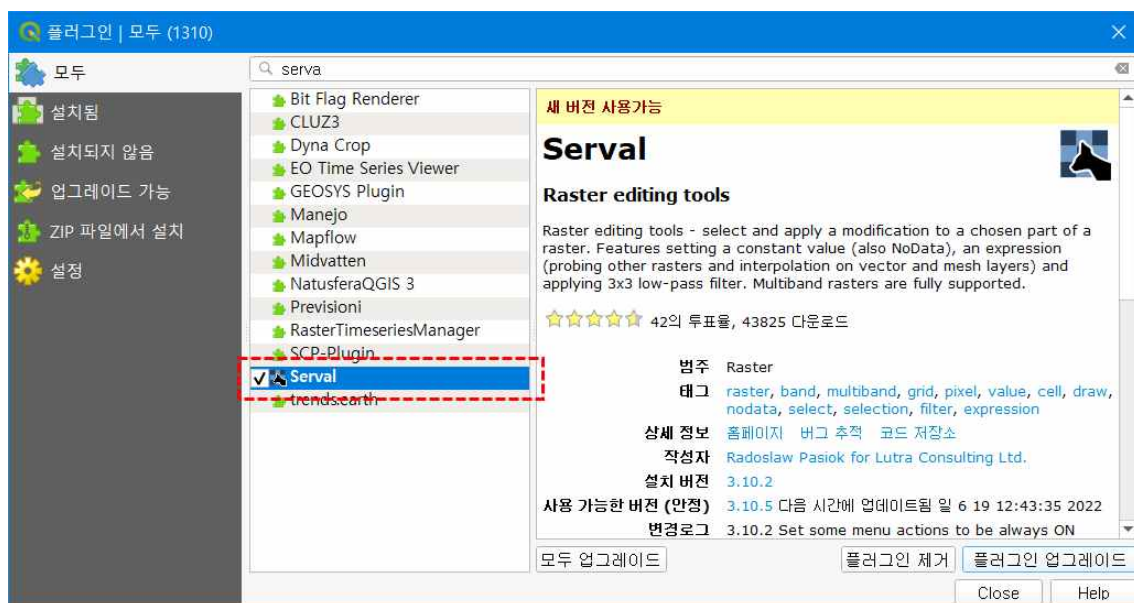 플러그인 | 모두 (1310)
모두
설치됨
설치되지 않음
업그레이드 가능
ZIP 파일에서 설치
설정
serva
Bit Flag Renderer
CLUZ3
Dyna Crop
EO Time Series Viewer
GEOSYS Plugin
Manejo
Mapflow
Midvatten
NatusferaQGIS 3
Previsioni
RasterTimeseriesManager
SCP-Plugin
Serval
trends.earth
새 버전 사용가능
Serval
Raster editing tools
Raster editing tools - select and apply a modification to a chosen part of a
raster. Features setting a constant value (also NoData), an expression
(probing other rasters and interpolation on vector and mesh layers) and
applying 3x3 low-pass filter. Multiband rasters are fully supported.
42의 투표율, 43825 다운로드
범주 Raster
태그 raster, band, multiband, grid, pixel, value, cell, draw,
nodata, select, selection, filter, expression
상세 정보 홈페이지 버그 추적 코드 저장소
작성자 Radoslaw Pasiok for Lutra Consulting Ltd.
설치 버전 3.10.2
사용 가능한 버전 (안정) 3.10.5 다음 시간에 업데이트됨 일 6 19 12:43:35 2022
변경로그 3.10.2 Set some menu actions to be always ON
모두 업그레이드 플러그인 제거 플러그인 업그레이드
Close Help